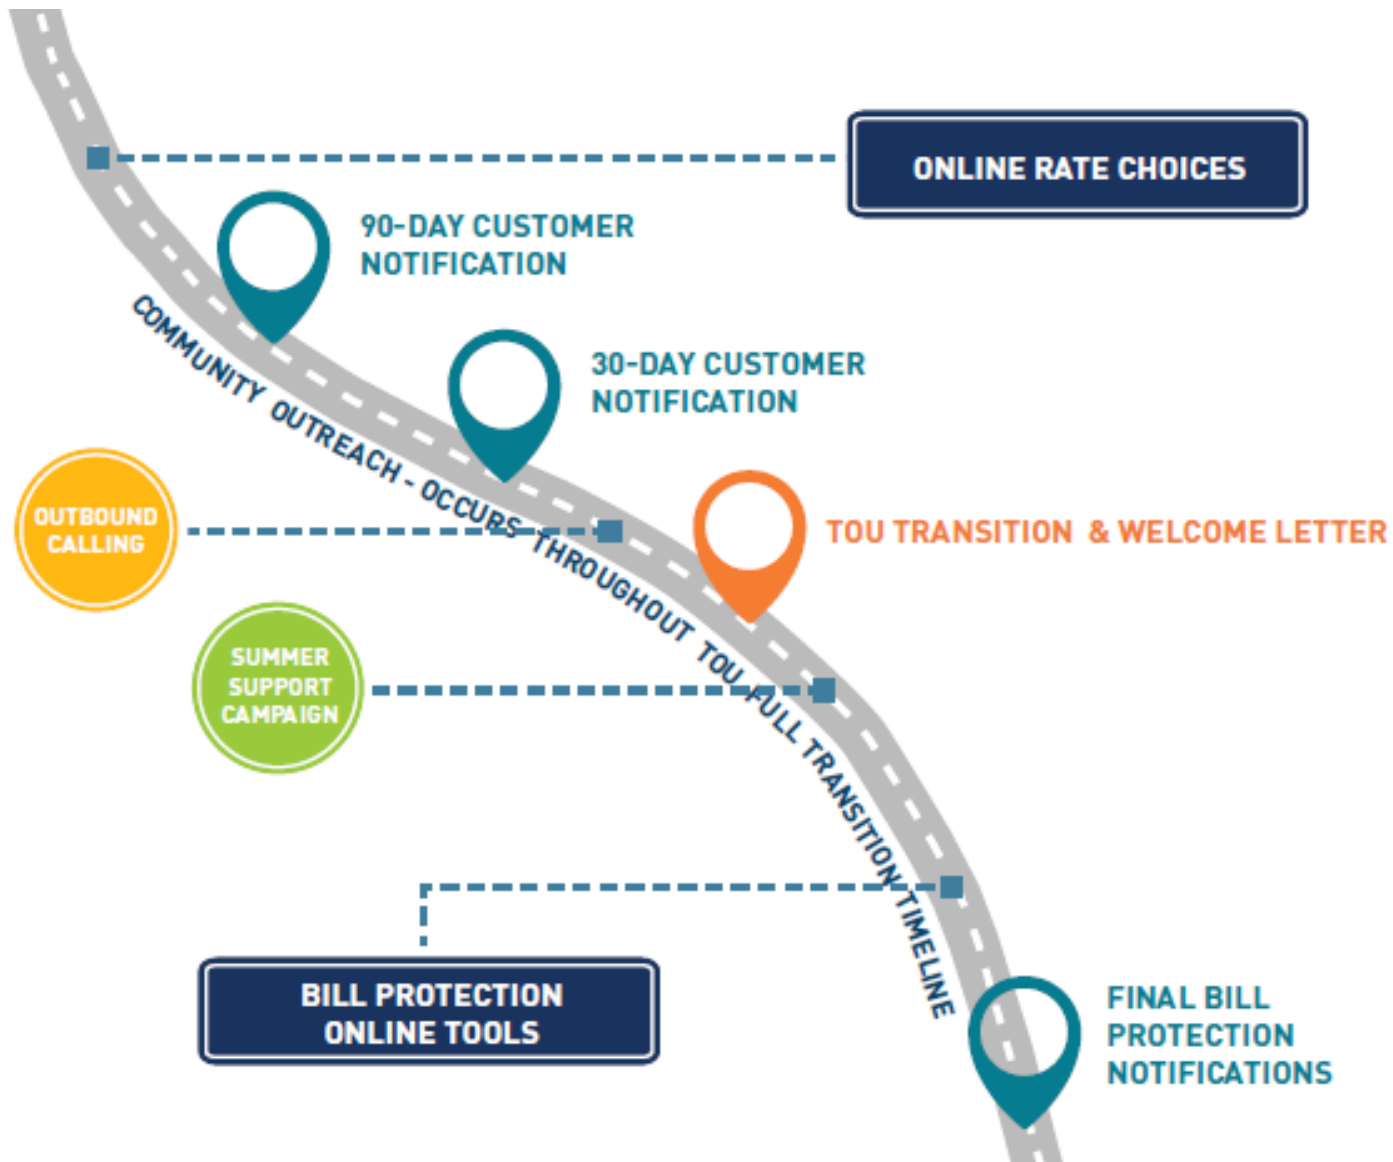 ONLINE RATE CHOICES
90-DAY CUSTOMER
NOTIFICATION
COMMUNITY OUTREACH - OCCURS THROUGHOUT TOU FULL TRANSITION TIMELINE
30-DAY CUSTOMER
NOTIFICATION
OUTBOUND
CALLING
TOU TRANSITION & WELCOME LETTER
SUMMER
SUPPORT
CAMPAIGN
BILL PROTECTION
ONLINE TOOLS
FINAL BILL
PROTECTION
NOTIFICATIONS